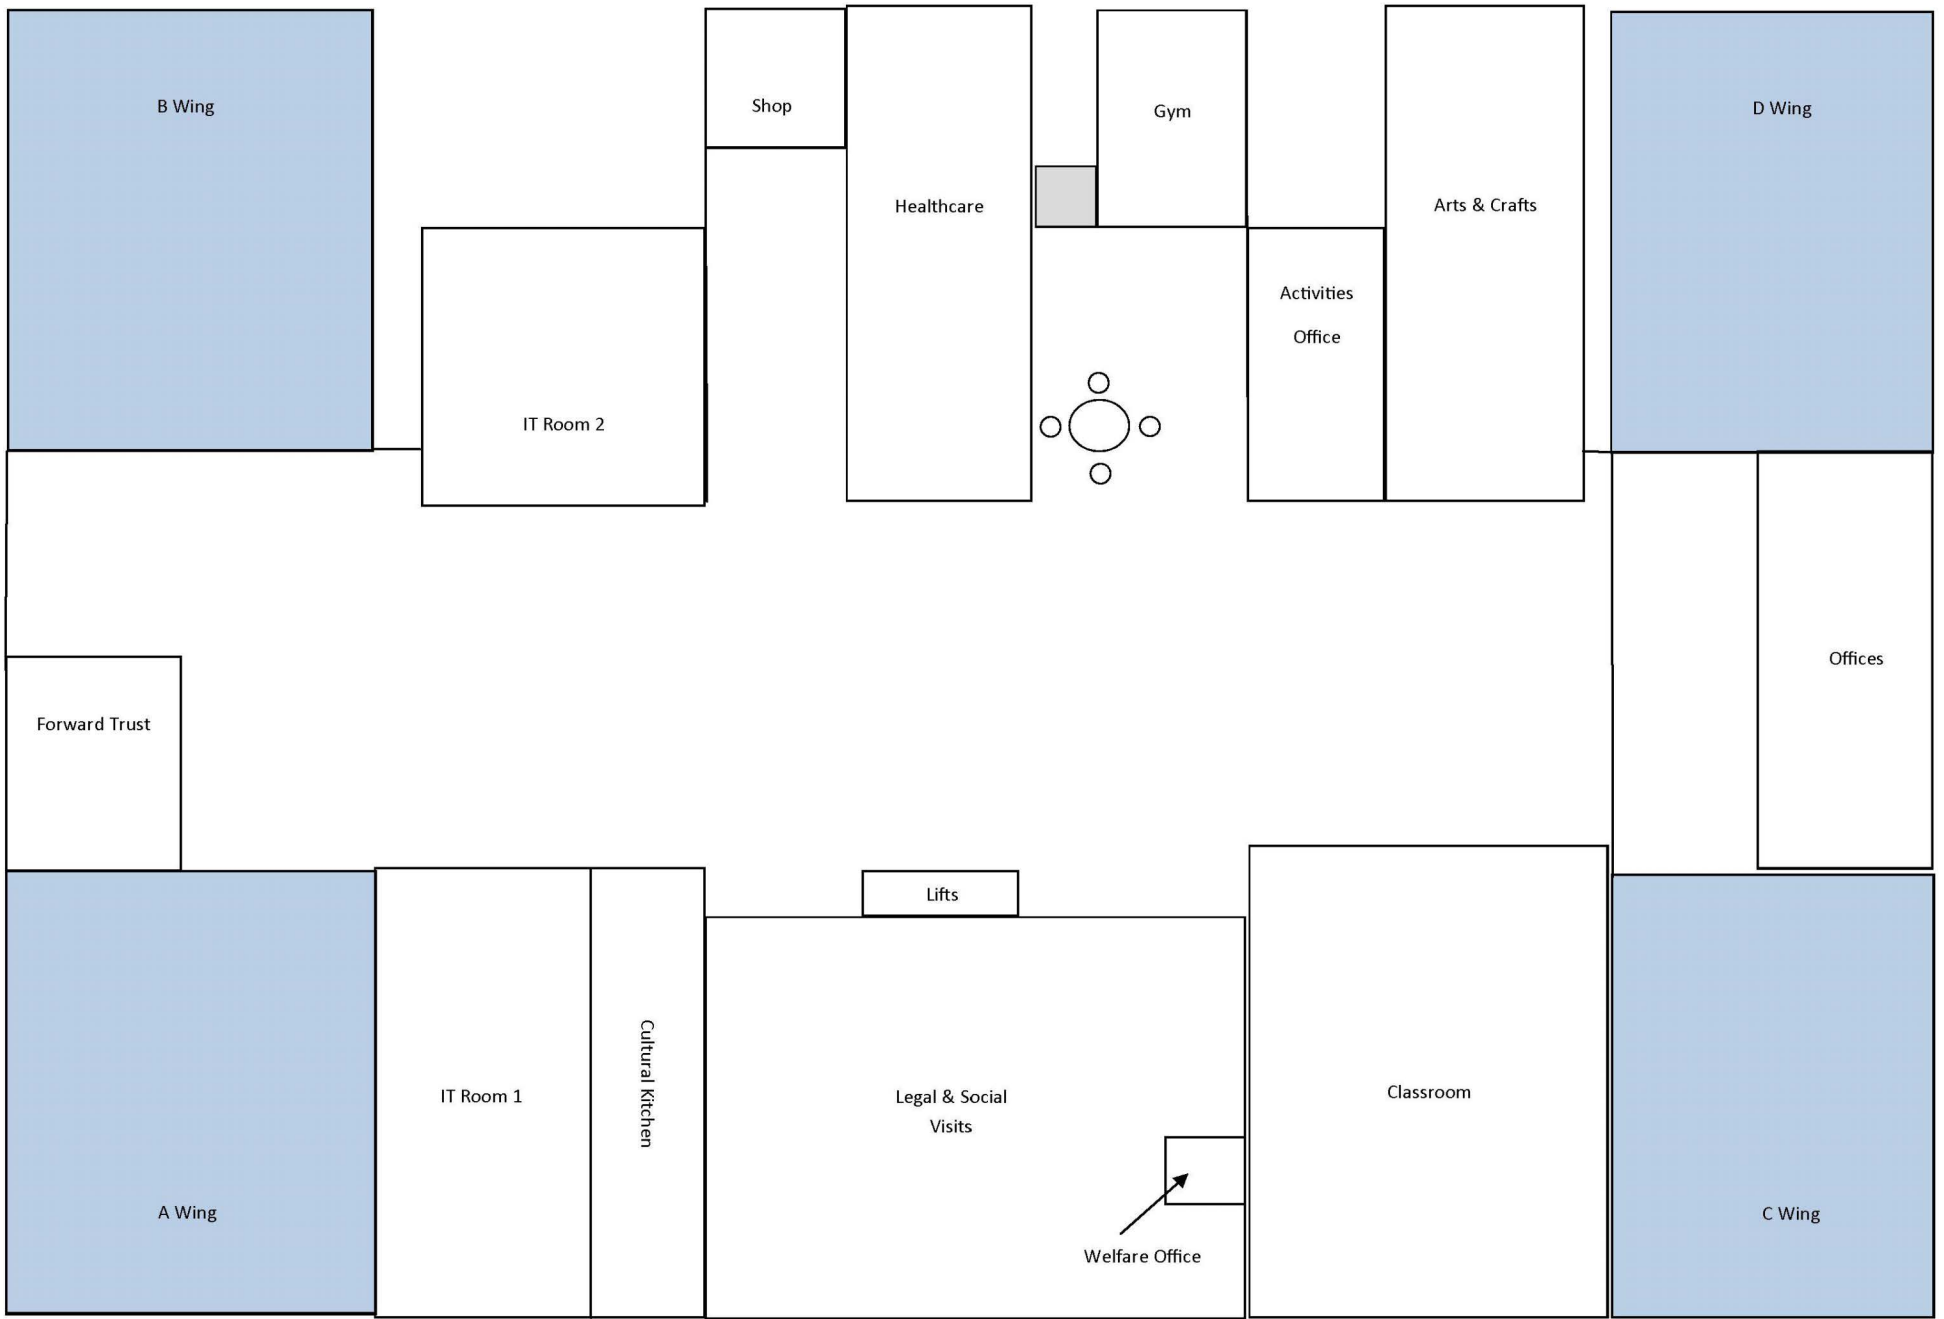 B Wing
Shop
Gym
D Wing
Healthcare
Arts & Crafts
Activities
Office
IT Room 2
Offices
Forward Trust
Lifts
Cultural Kitchen
IT Room 1
Legal & Social
Visits
Classroom
A Wing
C Wing
Welfare Office